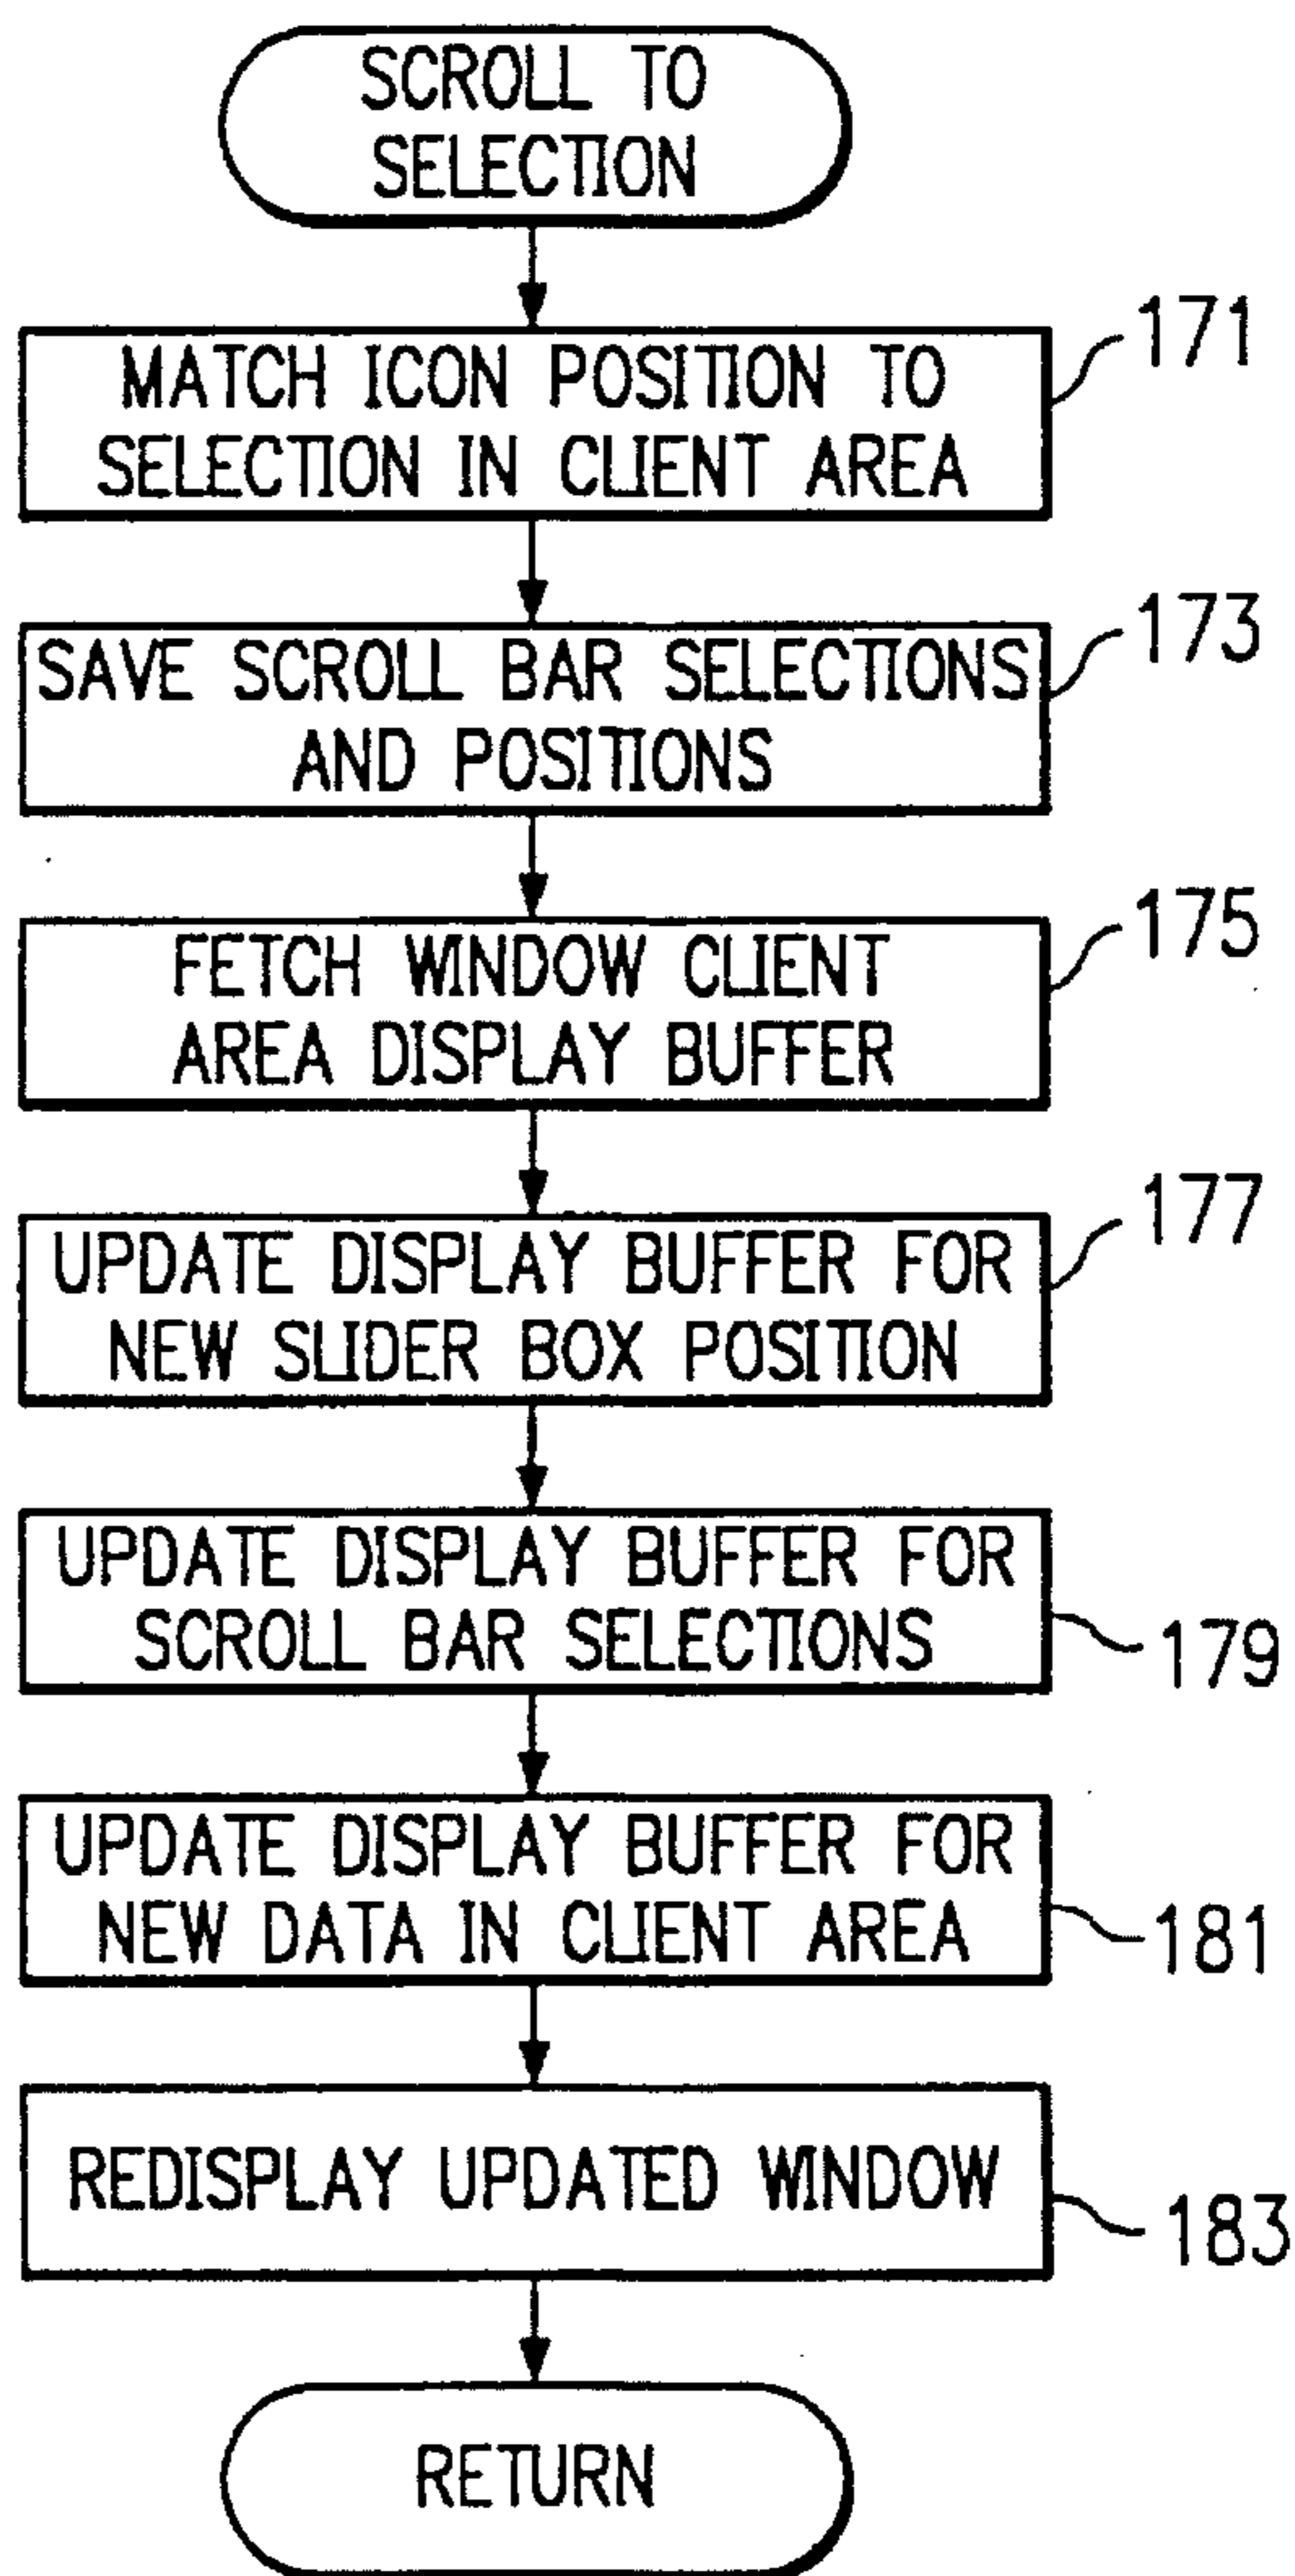 SCROLL TO
SELECTION
MATCH ICON POSITION TO
SELECTION IN CLIENT AREA
171
SAVE SCROLL BAR SELECTIONS
AND POSITIONS
173
FETCH WINDOW CLIENT
AREA DISPLAY BUFFER
175
UPDATE DISPLAY BUFFER FOR
NEW SLIDER BOX POSITION
177
UPDATE DISPLAY BUFFER FOR
SCROLL BAR SELECTIONS
179
UPDATE DISPLAY BUFFER FOR
NEW DATA IN CLIENT AREA
181
REDISPLAY UPDATED WINDOW
183
RETURN